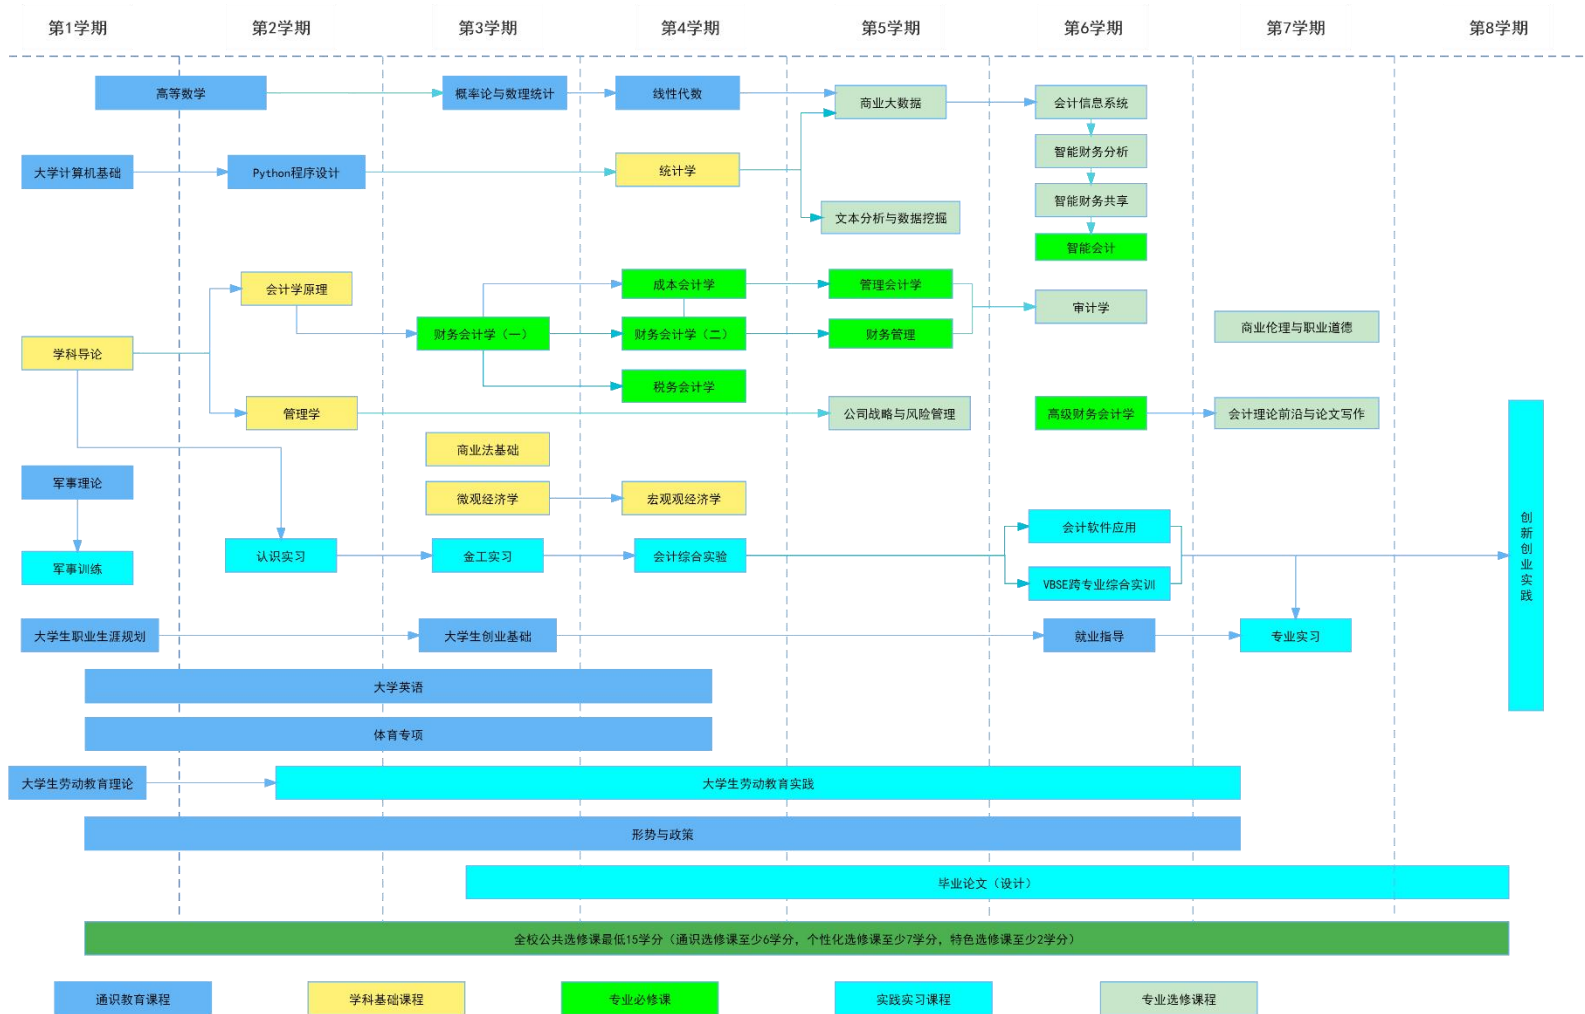 第1学期 第2学期 第3学期 第4学期 第5学期 第6学期 第7学期 第8学期
高等数学 概率论与数理统计 线性代数 商业大数据 会计信息系统
智能财务分析
大学计算机基础 Python程序设计 统计学
智能财务共享
文本分析与数据挖掘
智能会计
会计学原理 成本会计学 管理会计学
审计学
财务会计学（一） 财务会计学（二） 财务管理 商业伦理与职业道德
学科导论
税务会计学
管理学 公司战略与风险管理 高级财务会计学 会计理论前沿与论文写作
商业法基础
军事理论
微观经济学 宏观观经济学
会计软件应用
创新创业实践
认识实习 金工实习 会计综合实验
军事训练
VBSE跨专业综合实训
大学生职业生涯规划 大学生创业基础 就业指导 专业实习
大学英语
体育专项
大学生劳动教育理论 大学生劳动教育实践
形势与政策
毕业论文（设计）
全校公共选修课最低15学分（通识选修课至少6学分，个性化选修课至少7学分，特色选修课至少2学分）
通识教育课程 学科基础课程 专业必修课 实践实习课程 专业选修课程